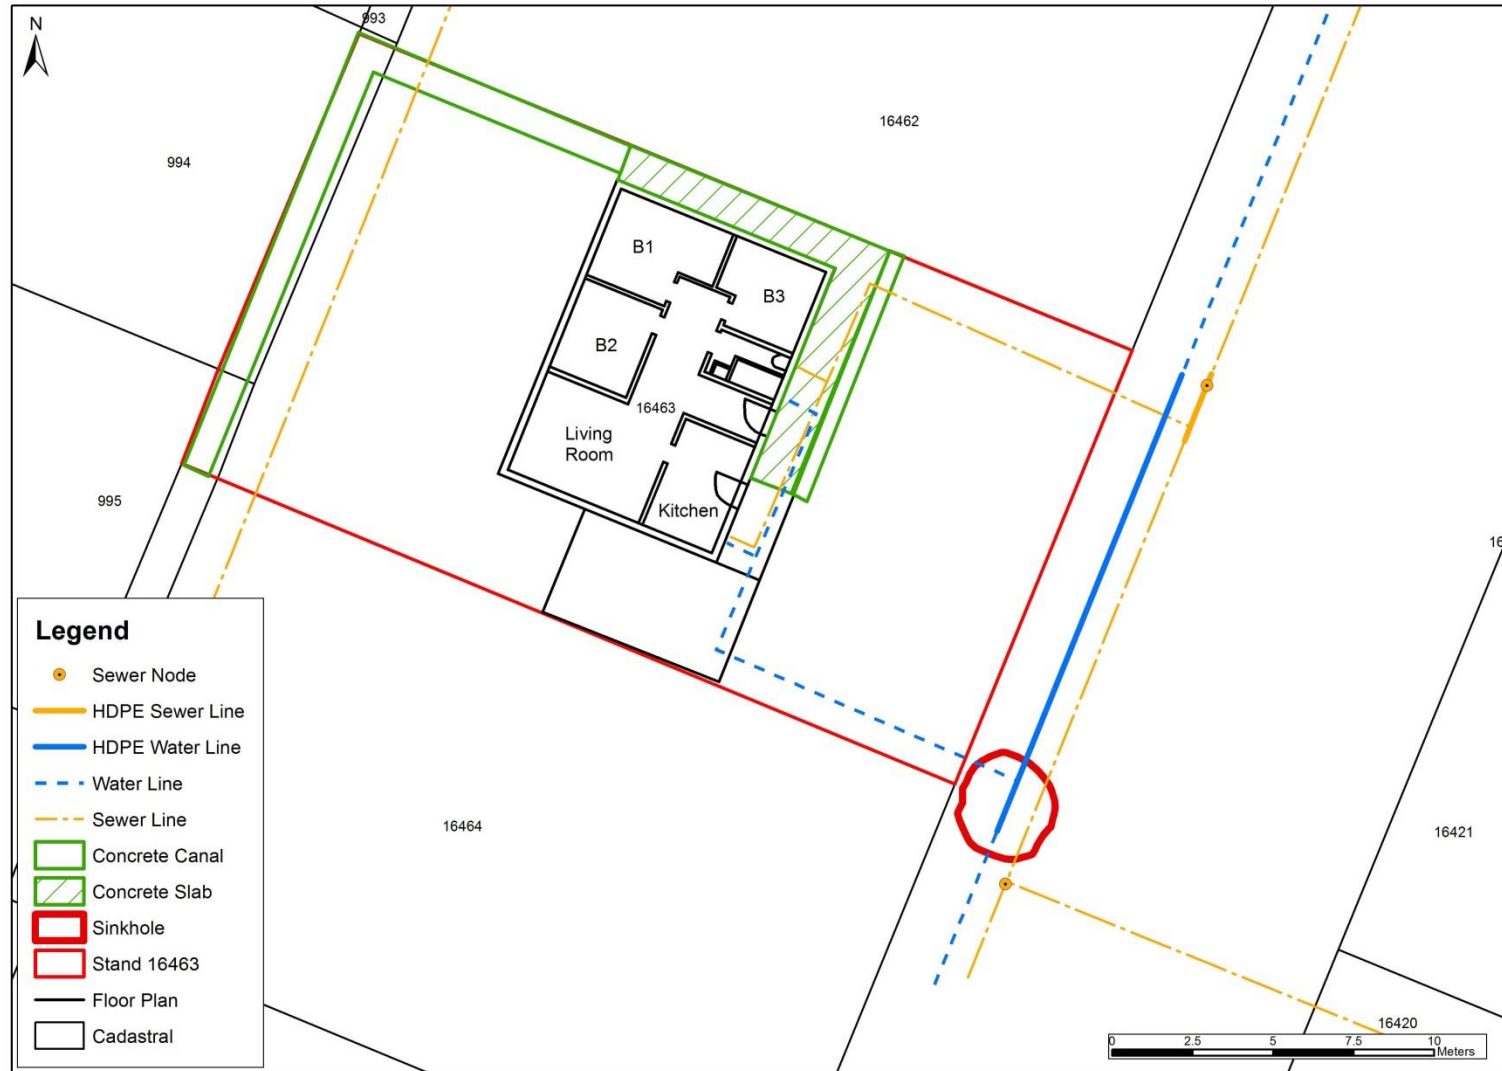 N
993
994
16462
B1
B3
B2
16463
Living
Room
Kitchen
995
16
16464
16421
16420
Legend
Sewer Node
HDPE Sewer Line
HDPE Water Line
Water Line
Sewer Line
Concrete Canal
Concrete Slab
Sinkhole
Stand 16463
Floor Plan
Cadastral
0 2.5 5 7.5 10
Meters